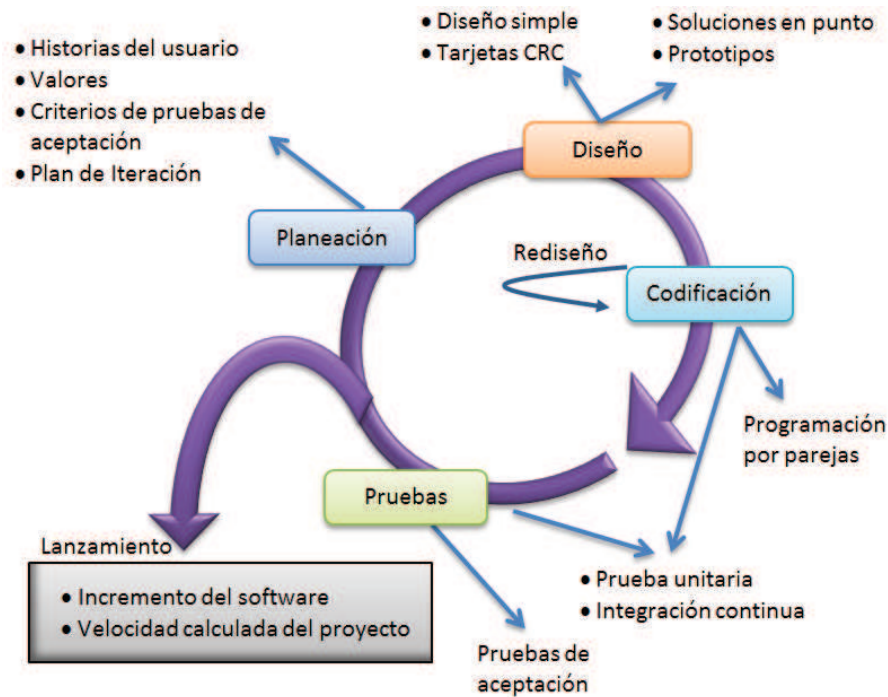 • Historias del usuario
• Valores
• Criterios de pruebas de
aceptación
• Plan de Iteración
• Diseño simple
• Tarjetas CRC
• Soluciones en punto
• Prototipos
Diseño
Planeación
Rediseño
Codificación
Programación
por parejas
Pruebas
Lanzamiento
• Incremento del software
• Velocidad calculada del proyecto
• Prueba unitaria
• Integración continua
Pruebas de
aceptación